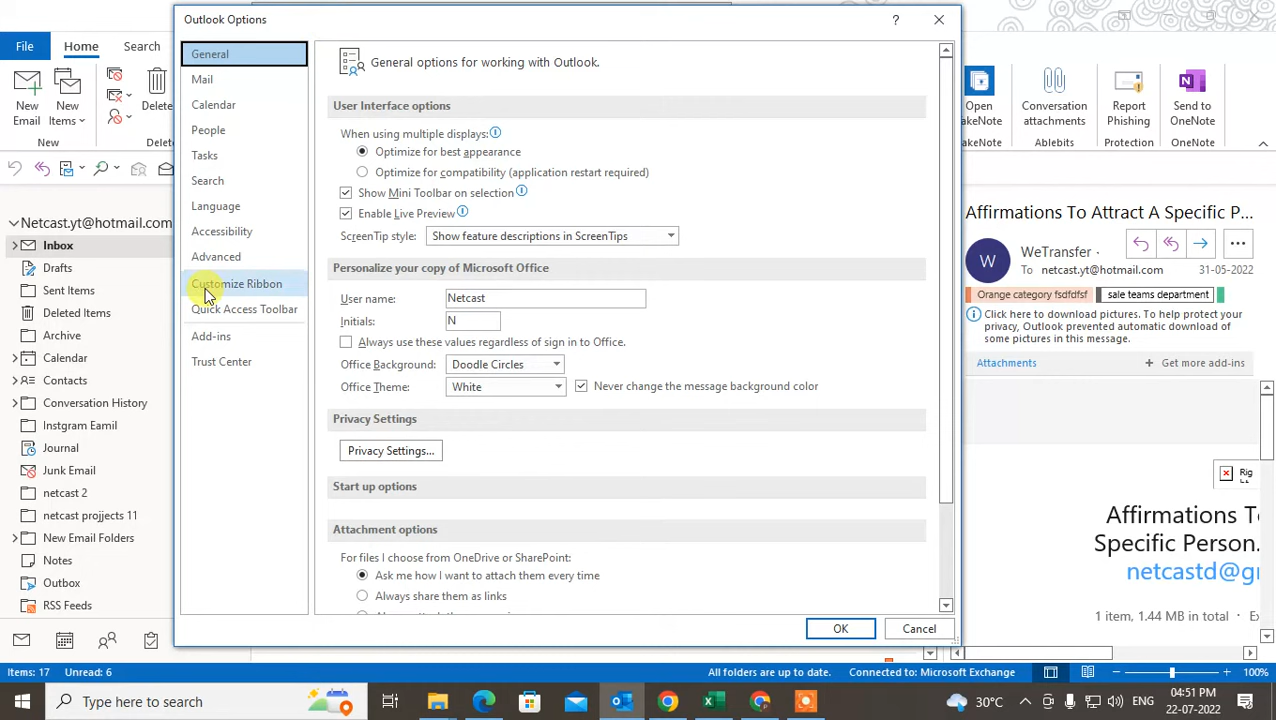 Outlook Options
?
File
Home
Search
New
Email
New
Items
Delete
New
Open
Conversation
attachments
Ablebits
Report
Phishing
Protection
Send to
OneNote
OneNote
General
Mail
Calendar
People
Tasks
Search
Language
Accessibility
Advanced
Customize Ribbon
Quick Access Toolbar
Add-ins
Trust Center
General options for working with Outlook.
User Interface options
When using multiple displays:
Optimize for best appearance
Optimize for compatibility (application restart required)
Show Mini Toolbar on selection
Enable Live Preview
ScreenTip style: Show feature descriptions in ScreenTips
Personalize your copy of Microsoft Office
User name: Netcast
Initials: N
Always use these values regardless of sign in to Office.
Office Background: Doodle Circles
Office Theme: White
Never change the message background color
Privacy Settings
Privacy Settings...
Start up options
Attachment options
For files I choose from OneDrive or SharePoint:
Ask me how I want to attach them every time
Always share them as links
OK
Cancel
Netcast.yt@hotmail.com
Inbox
Drafts
Sent Items
Deleted Items
Archive
Calendar
Contacts
Conversation History
Instgram Eamil
Journal
Junk Email
netcast 2
netcast projjects 11
New Email Folders
Notes
Outbox
RSS Feeds
Affirmations To Attract A Specific P...
W
WeTransfer
To netcast.yt@hotmail.com
31-05-2022
Orange category fsdfdfsf
sale teams department
Click here to download pictures. To help protect your
privacy, Outlook prevented automatic download of
some pictures in this message.
Attachments
+ Get more add-ins
Rig
Affirmations T
Specific Person.
netcastd@g
1 item, 1.44 MB in total
Items: 17
Unread: 6
All folders are up to date.
Connected to: Microsoft Exchange
100%
Type here to search
30°C
ENG
04:51 PM
22-07-2022